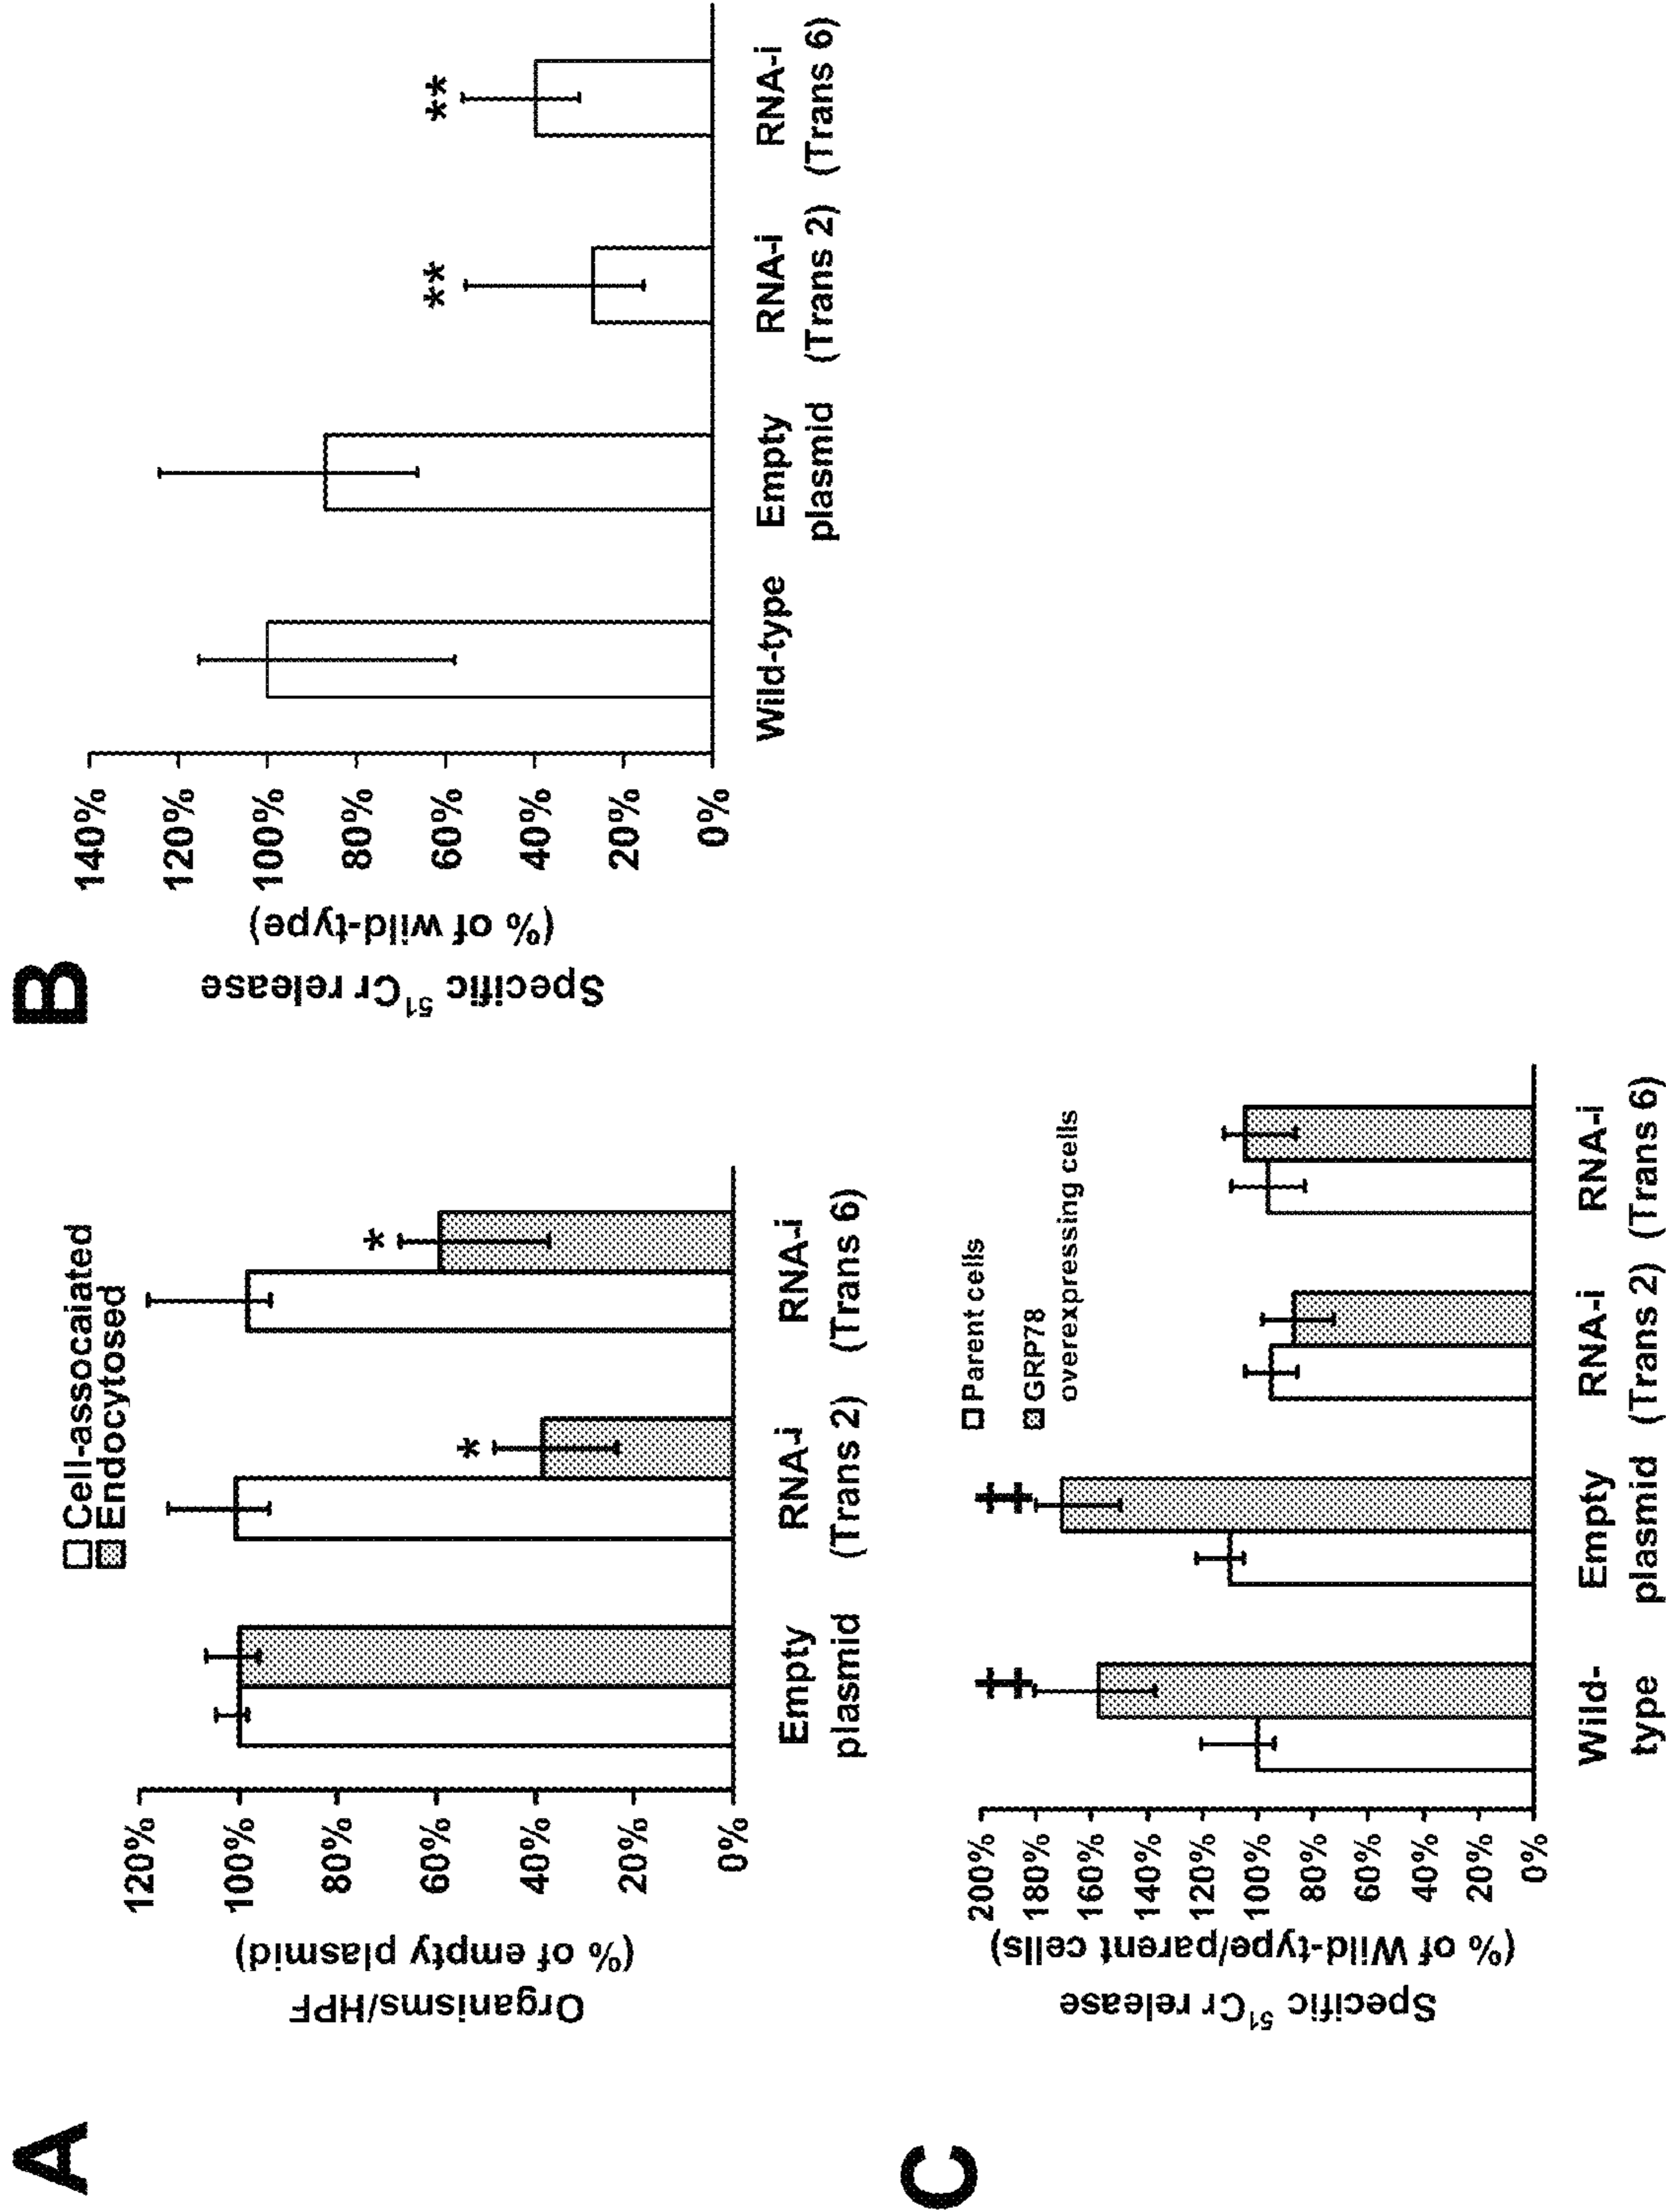 A
Cell-assocaiated
Endocytosed
Organisms/HPF
(% of empty plasmid)
120%
100%
80%
60%
40%
20%
0%
*
*
Empty
plasmid
RNA-i
(Trans 2)
RNA-i
(Trans 6)
B
Specific ⁵¹Cr release
(% of wild-type)
140%
120%
100%
80%
60%
40%
20%
0%
**
**
Wild-type
Empty
plasmid
RNA-i
(Trans 2)
RNA-i
(Trans 6)
C
Parent cells
GRP78
overexpressing cells
Specific ⁵¹Cr release
(% of Wild-type/parent cells)
200%
180%
160%
140%
120%
100%
80%
60%
40%
20%
0%
‡
‡
Wild-
type
Empty
plasmid
RNA-i
(Trans 2)
RNA-i
(Trans 6)